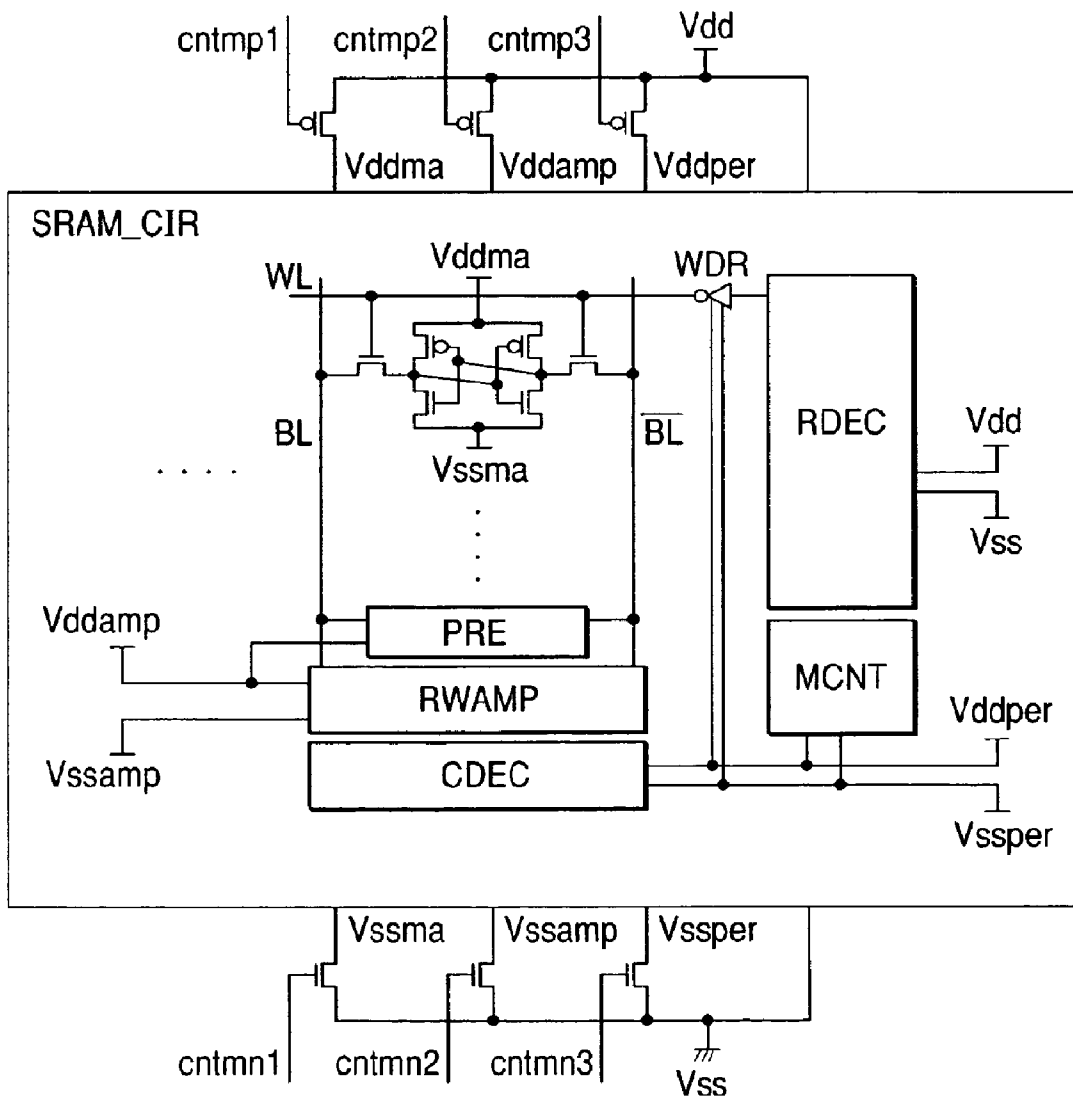 cntmp1 cntmp2 cntmp3 Vdd
Vddma Vddamp Vddper
SRAM_CIR
WL Vddma WDR
BL Vssma B̅L̅ RDEC Vdd
Vss
. . . . .
Vddamp PRE MCNT
RWAMP Vddper
Vssamp CDEC
Vssper
Vssma Vssamp Vssper
cntmn1 cntmn2 cntmn3 Vss